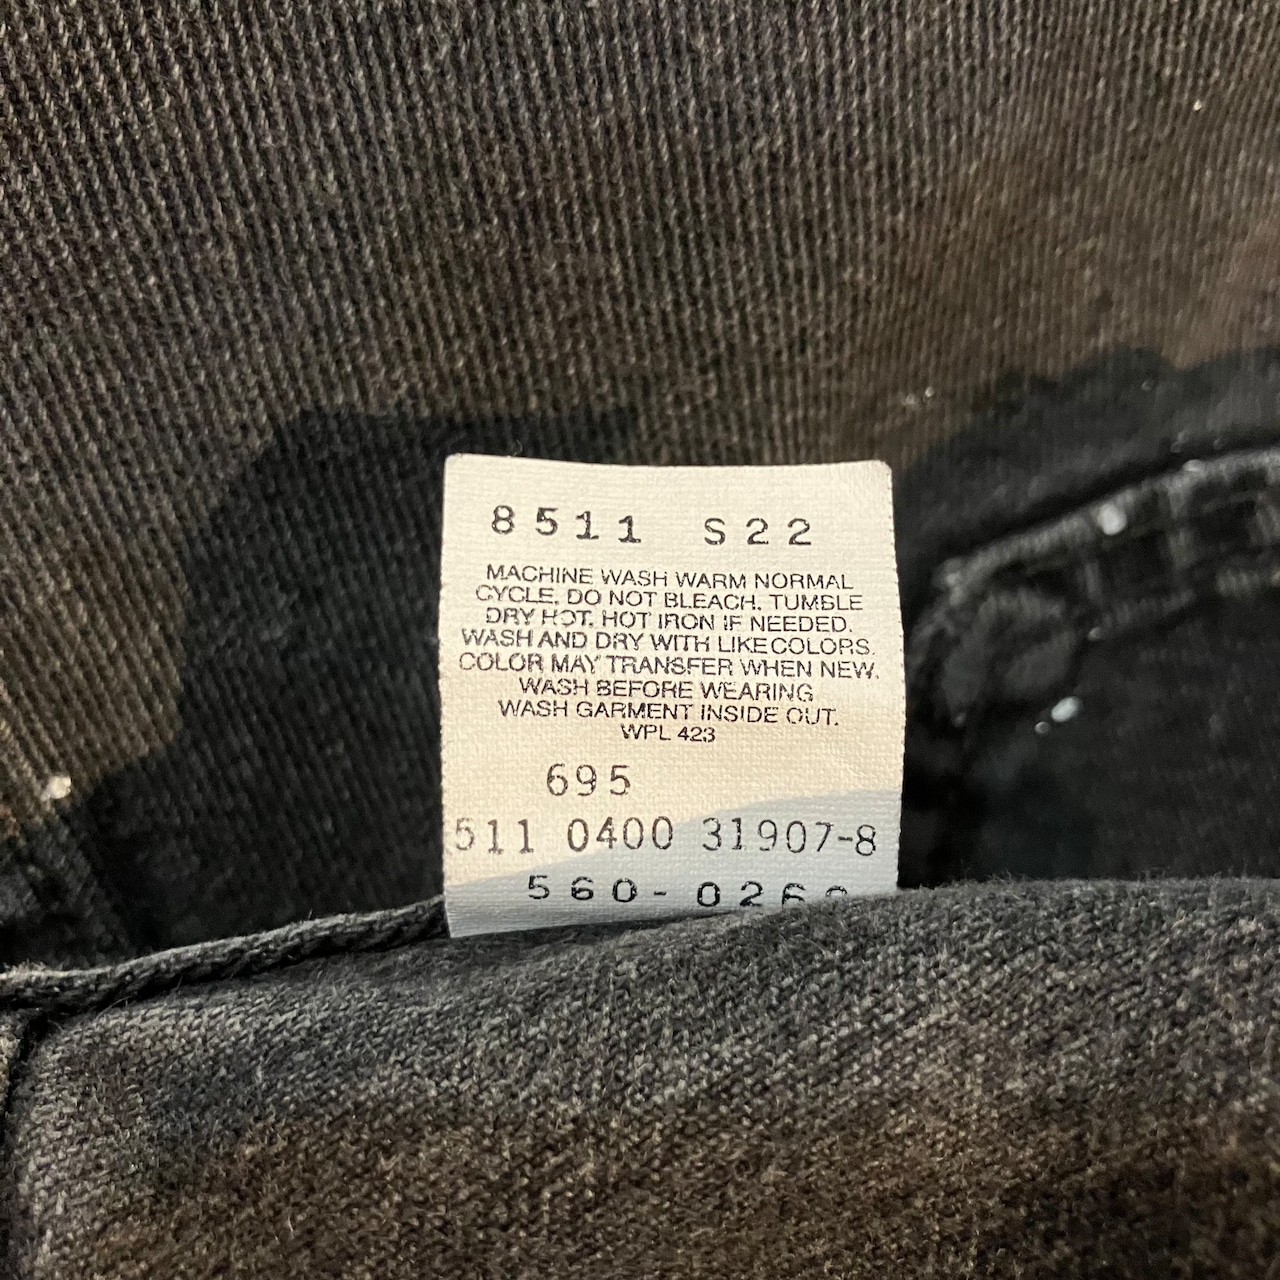 8511 S22
MACHINE WASH WARM NORMAL
CYCLE. DO NOT BLEACH. TUMBLE
DRY HOT. HOT IRON IF NEEDED.
WASH AND DRY WITH LIKE COLORS.
COLOR MAY TRANSFER WHEN NEW.
WASH BEFORE WEARING
WASH GARMENT INSIDE OUT.
WPL 423
695
511 0400 31907-8
560-